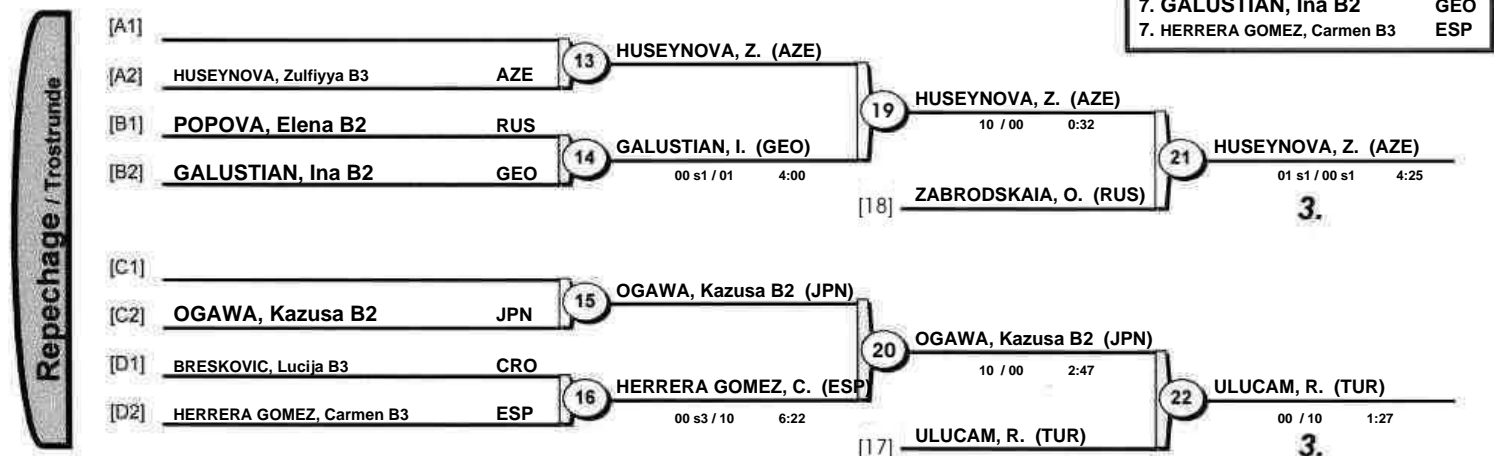 7. GALUSTIAN, Ina B2 GEO
7. HERRERA GOMEZ, Carmen B3 ESP
Repechage / Trostrunde
[A1]
[A2] HUSEYNOVA, Zulfiyya B3 AZE
13 HUSEYNOVA, Z. (AZE)
[B1] POPOVA, Elena B2 RUS
[B2] GALUSTIAN, Ina B2 GEO
14 GALUSTIAN, I. (GEO)
00 s1 / 01 4:00
19 HUSEYNOVA, Z. (AZE)
10 / 00 0:32
[18] ZABRODSKAIA, O. (RUS)
21 HUSEYNOVA, Z. (AZE)
01 s1 / 00 s1 4:25
3.
[C1]
[C2] OGAWA, Kazusa B2 JPN
15 OGAWA, Kazusa B2 (JPN)
[D1] BRESKOVIC, Lucija B3 CRO
[D2] HERRERA GOMEZ, Carmen B3 ESP
16 HERRERA GOMEZ, C. (ESP)
00 s3 / 10 6:22
20 OGAWA, Kazusa B2 (JPN)
10 / 00 2:47
[17] ULUCAM, R. (TUR)
22 ULUCAM, R. (TUR)
00 / 10 1:27
3.